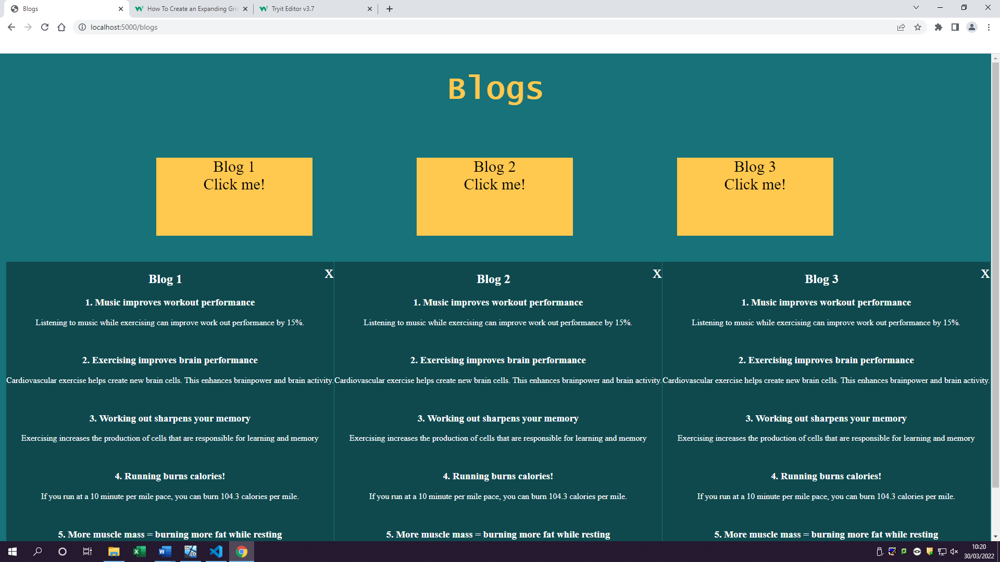 Blogs
How To Create an Expanding Gri
Tryit Editor v3.7
localhost:5000/blogs
Blogs
Blog 1
Click me!
Blog 2
Click me!
Blog 3
Click me!
X
Blog 1
1. Music improves workout performance
Listening to music while exercising can improve work out performance by 15%.
2. Exercising improves brain performance
Cardiovascular exercise helps create new brain cells. This enhances brainpower and brain activity.
3. Working out sharpens your memory
Exercising increases the production of cells that are responsible for learning and memory
4. Running burns calories!
If you run at a 10 minute per mile pace, you can burn 104.3 calories per mile.
5. More muscle mass = burning more fat while resting
X
Blog 2
1. Music improves workout performance
Listening to music while exercising can improve work out performance by 15%.
2. Exercising improves brain performance
Cardiovascular exercise helps create new brain cells. This enhances brainpower and brain activity.
3. Working out sharpens your memory
Exercising increases the production of cells that are responsible for learning and memory
4. Running burns calories!
If you run at a 10 minute per mile pace, you can burn 104.3 calories per mile.
5. More muscle mass = burning more fat while resting
X
Blog 3
1. Music improves workout performance
Listening to music while exercising can improve work out performance by 15%.
2. Exercising improves brain performance
Cardiovascular exercise helps create new brain cells. This enhances brainpower and brain activity.
3. Working out sharpens your memory
Exercising increases the production of cells that are responsible for learning and memory
4. Running burns calories!
If you run at a 10 minute per mile pace, you can burn 104.3 calories per mile.
5. More muscle mass = burning more fat while resting
10:20
30/03/2022